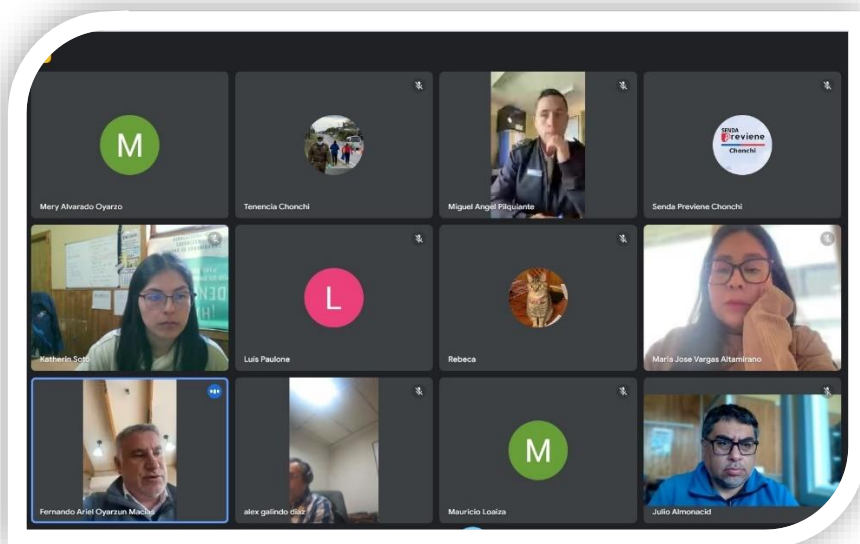 M
Mery Alvarado Oyarzo
Tenencia Chonchi
Miguel Angel Pilquiante
SENDA
Previene
Chonchi
Senda Previene Chonchi
Katherin Soto
L
Luis Paulone
Rebeca
María Jose Vargas Altamirano
Fernando Ariel Oyarzun Macias
alex galindo diaz
M
Mauricio Loaiza
Julio Almonacid